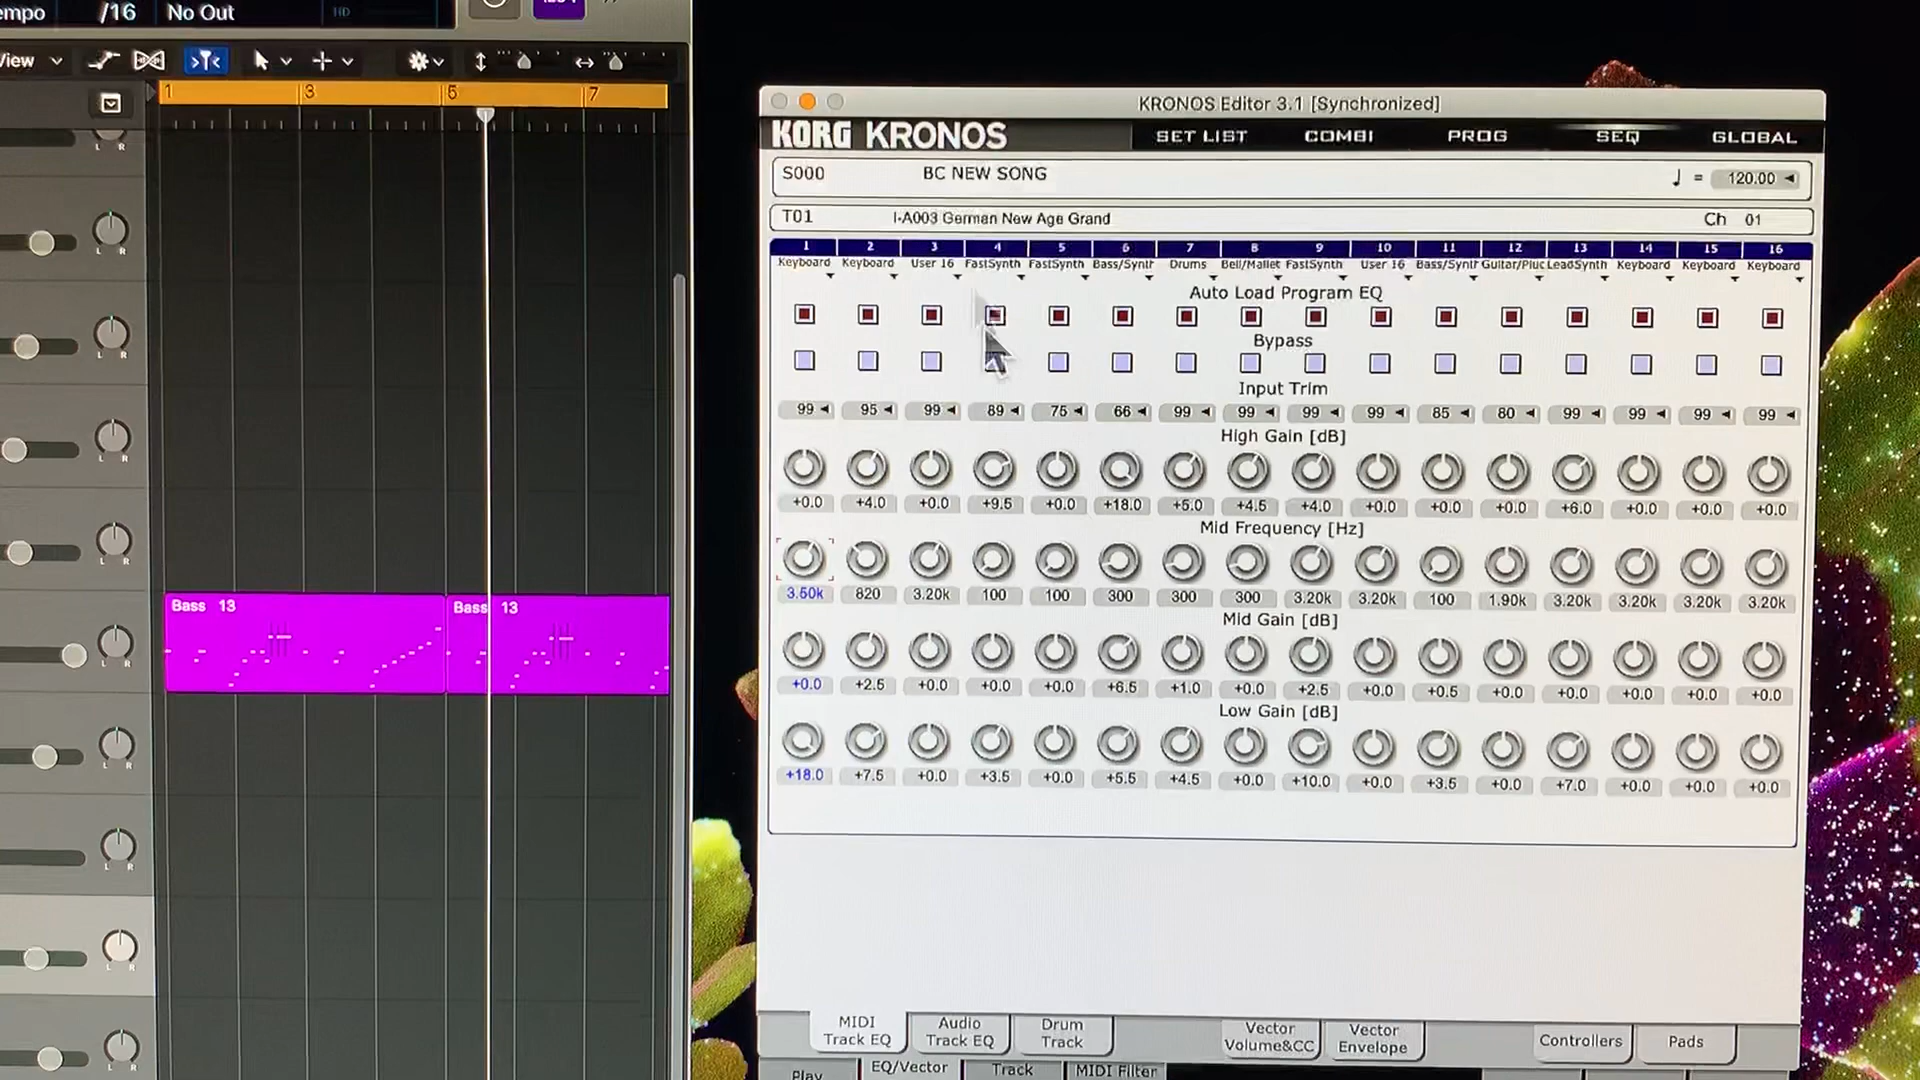 empo /16 No Out HD
View
1 3 5 7
L R
L R
L R
L R
L R
Bass 13 Bass 13
L R
L R
L R
L R
L R
KRONOS Editor 3.1 [Synchronized]
KORG KRONOS SET LIST COMBI PROG SEQ GLOBAL
S000 BC NEW SONG ♩ = 120.00
T01 I-A003 German New Age Grand Ch 01
1 2 3 4 5 6 7 8 9 10 11 12 13 14 15 16
Keyboard Keyboard User 16 FastSynth FastSynth Bass/Synth Drums Bell/Mallet FastSynth User 16 Bass/Synth Guitar/Pluc LeadSynth Keyboard Keyboard Keyboard
Auto Load Program EQ
Bypass
Input Trim
99 95 99 89 75 66 99 99 99 99 85 80 99 99 99 99
High Gain [dB]
+0.0 +4.0 +0.0 +9.5 +0.0 +18.0 +5.0 +4.5 +4.0 +0.0 +0.0 +0.0 +6.0 +0.0 +0.0 +0.0
Mid Frequency [Hz]
3.50k 820 3.20k 100 100 300 300 300 3.20k 3.20k 100 1.90k 3.20k 3.20k 3.20k 3.20k
Mid Gain [dB]
+0.0 +2.5 +0.0 +0.0 +0.0 +6.5 +1.0 +0.0 +2.5 +0.0 +0.5 +0.0 +0.0 +0.0 +0.0 +0.0
Low Gain [dB]
+18.0 +7.5 +0.0 +3.5 +0.0 +5.5 +4.5 +0.0 +10.0 +0.0 +3.5 +0.0 +7.0 +0.0 +0.0 +0.0
MIDI
Track EQ
Audio
Track EQ
Drum
Track
Vector
Volume&CC
Vector
Envelope
Controllers
Pads
Play EQ/Vector Track MIDI Filter